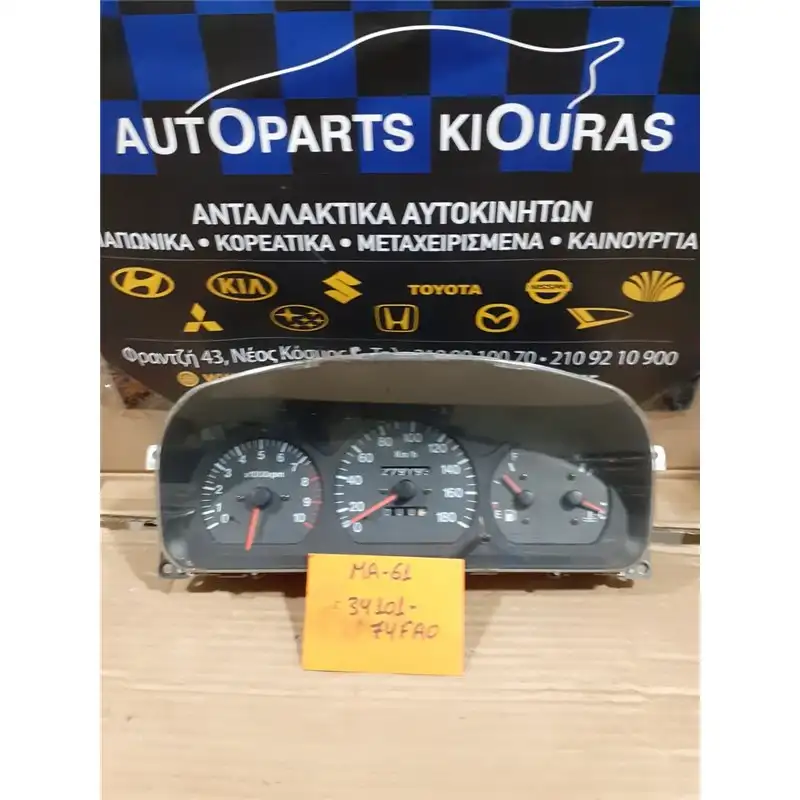 AUTOPARTS KIOURAS
ΑΝΤΑΛΛΑΚΤΙΚΑ ΑΥΤΟΚΙΝΗΤΩΝ
ΙΑΠΩΝΙΚΑ • ΚΟΡΕΑΤΙΚΑ • ΜΕΤΑΧΕΙΡΙΣΜΕΝΑ • ΚΑΙΝΟΥΡΓΙΑ
KIA TOYOTA NISSAN
Φραντζή 43, Νέος Κόσμος 70 - 210 92 10 900
0 1 2 3 4 5 6 7 8 9 10
x1000rpm
0 20 40 60 80 100 120 140 160 180
Km/h
F
E
C
MA-61
34101-
74FA0